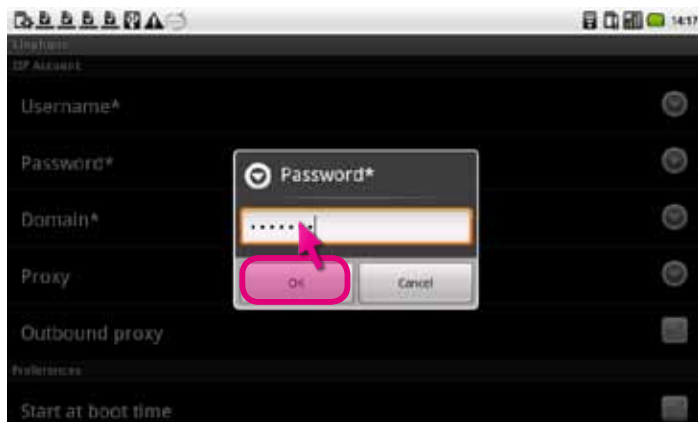 14:17
Linphone
SIP Account
Username*
Password*
Password*
Domain*
Proxy
OK
Cancel
Outbound proxy
Preferences
Start at boot time